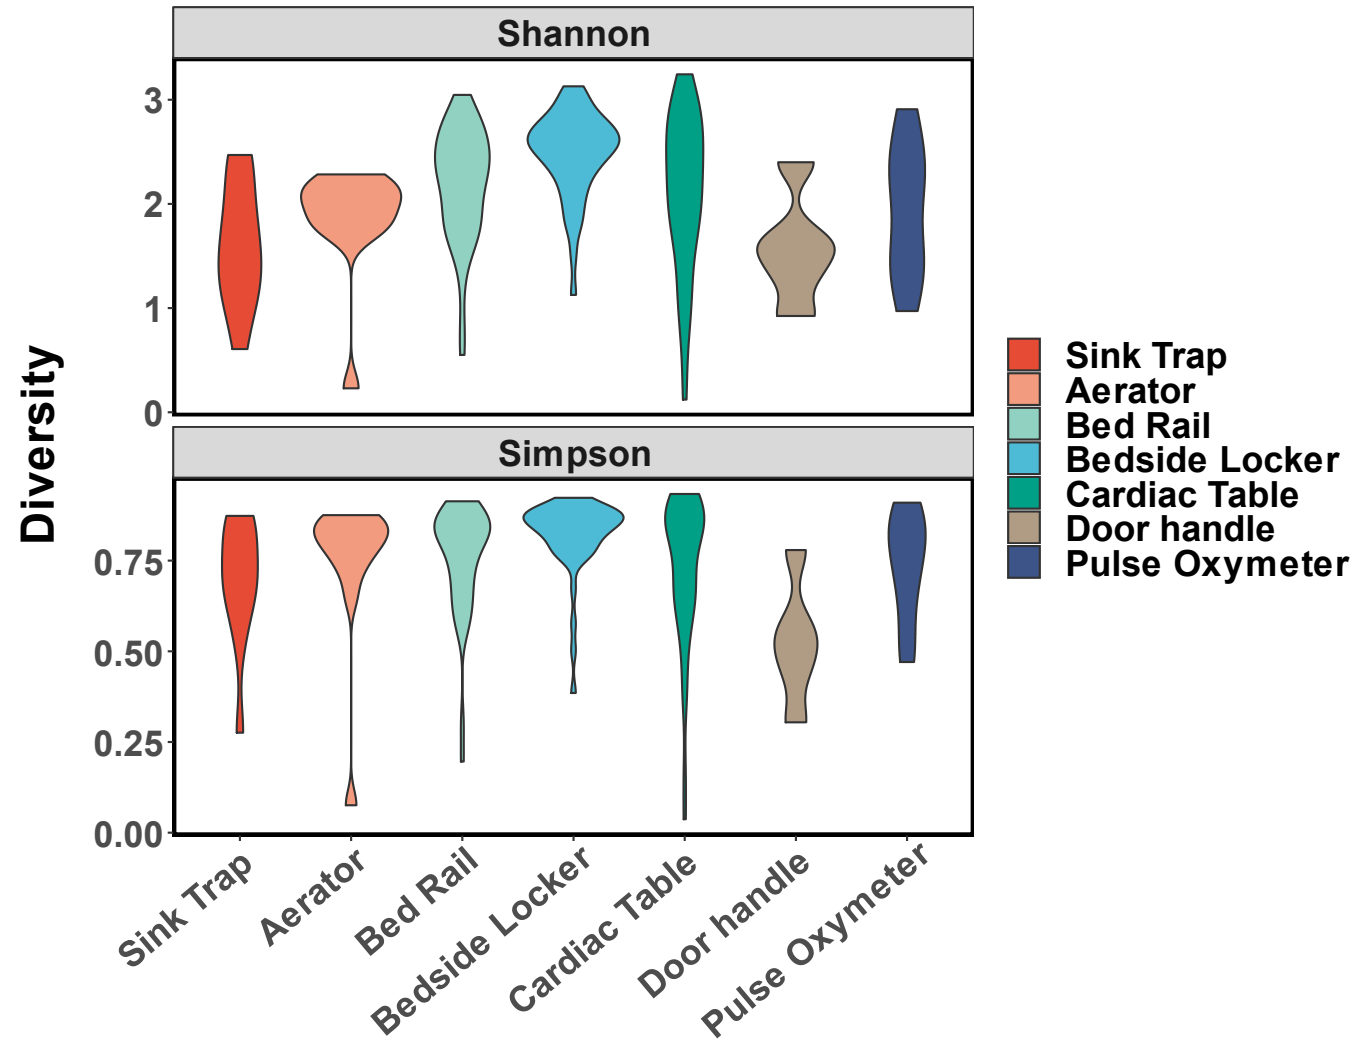 Shannon
3
2
1
0
Diversity
Simpson
0.75
0.50
0.25
0.00
Sink Trap
Aerator
Bed Rail
Bedside Locker
Cardiac Table
Door handle
Pulse Oxymeter
Sink Trap
Aerator
Bed Rail
Bedside Locker
Cardiac Table
Door handle
Pulse Oxymeter